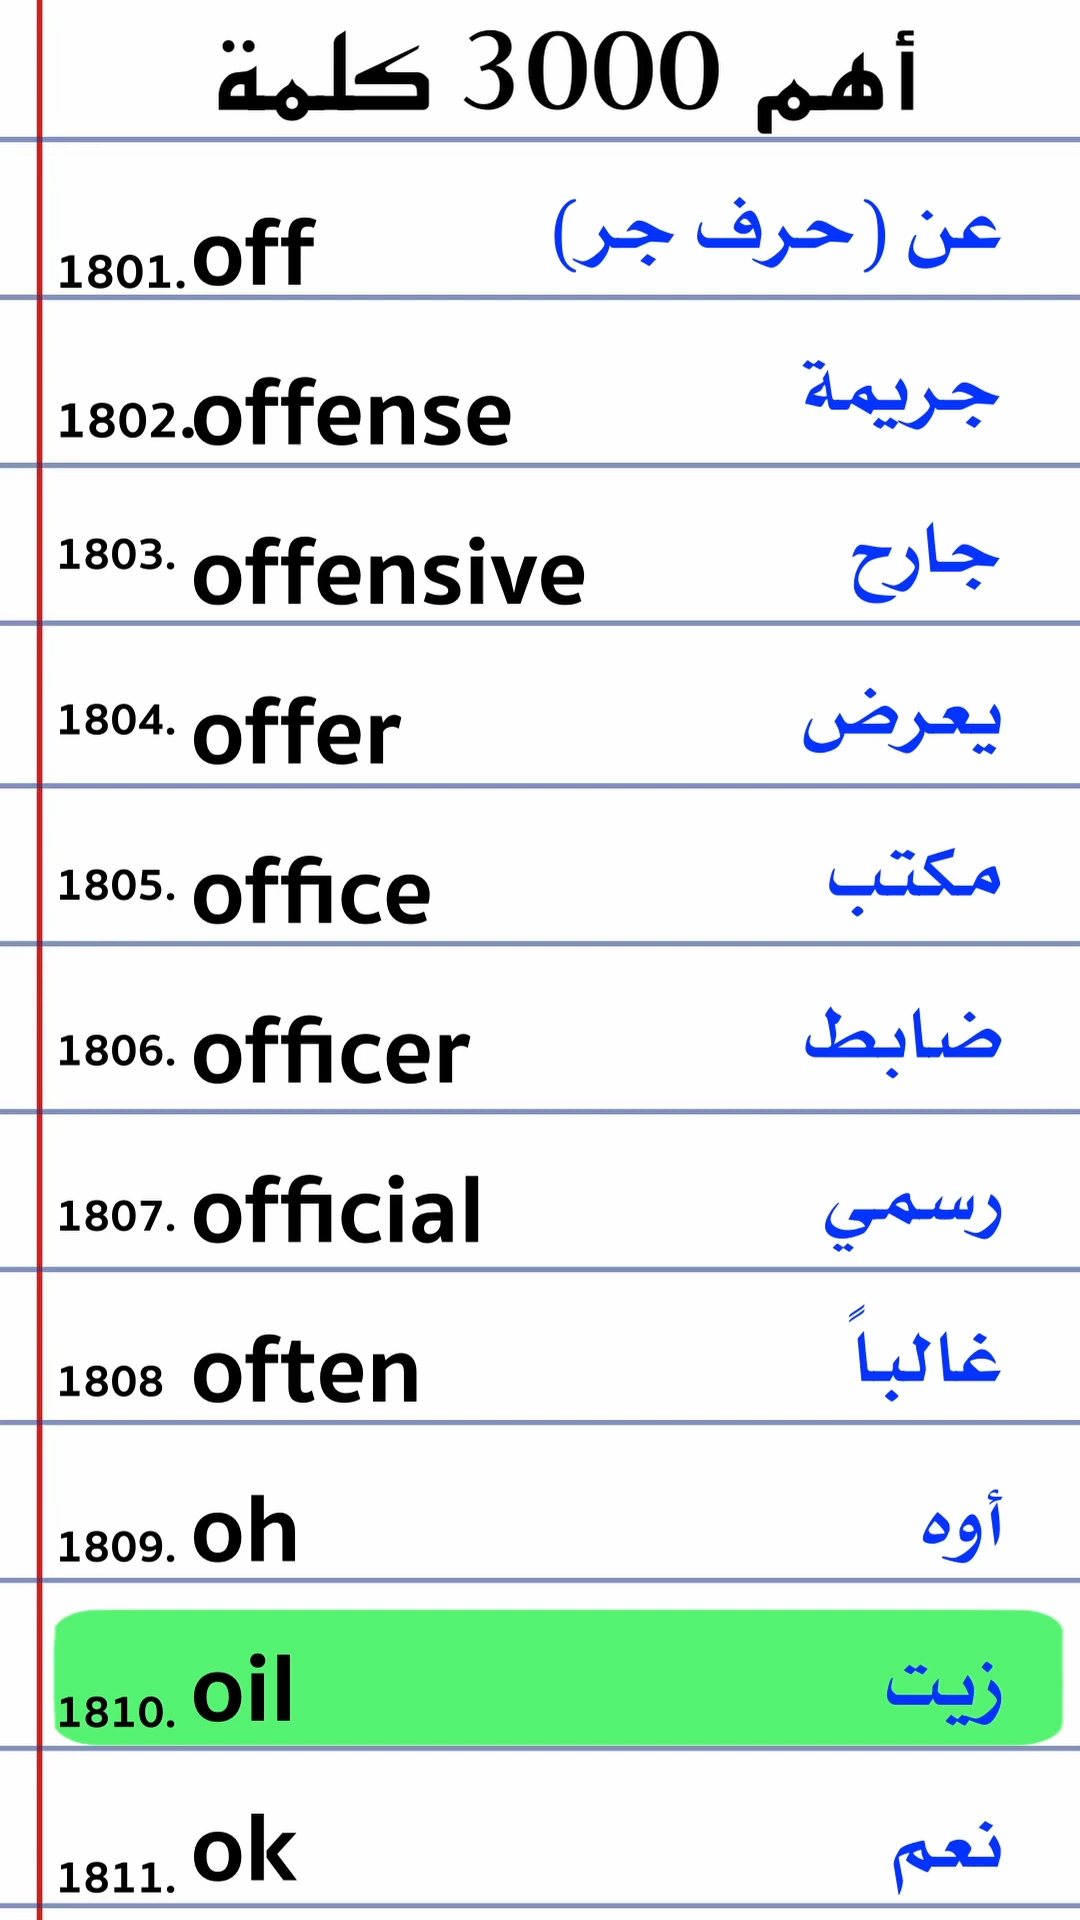 أهم 3000 كلمة
1801. off عن (حرف جر)
1802. offense جريمة
1803. offensive جارح
1804. offer يعرض
1805. office مكتب
1806. officer ضابط
1807. official رسمي
1808 often غالباً
1809. oh أوه
1810. oil زيت
1811. ok نعم